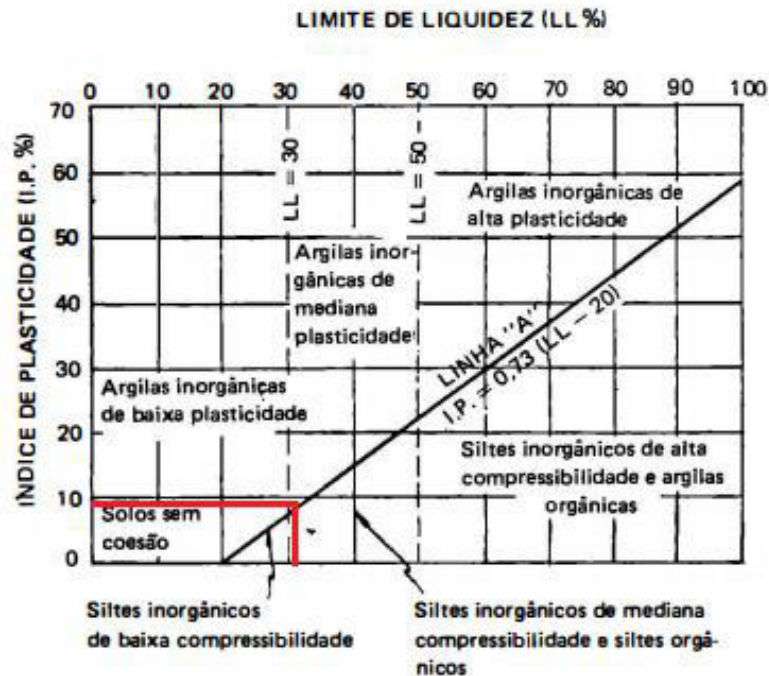 LIMITE DE LIQUIDEZ (LL %)
0 10 20 30 40 50 60 70 80 90 100
ÍNDICE DE PLASTICIDADE (I.P. %)
70
60
50
40
30
20
10
0
LL = 30
LL = 50
Argilas inorgânicas de
alta plasticidade
Argilas inor-
gânicas de
mediana
plasticidade
LINHA "A"
I.P. = 0,73 (LL – 20)
Argilas inorgânicas
de baixa plasticidade
Siltes inorgânicos de alta
compressibilidade e argilas
orgânicas
Solos sem
coesão
Siltes inorgânicos
de baixa compressibilidade
Siltes inorgânicos de mediana
compressibilidade e siltes orgâ-
nicos